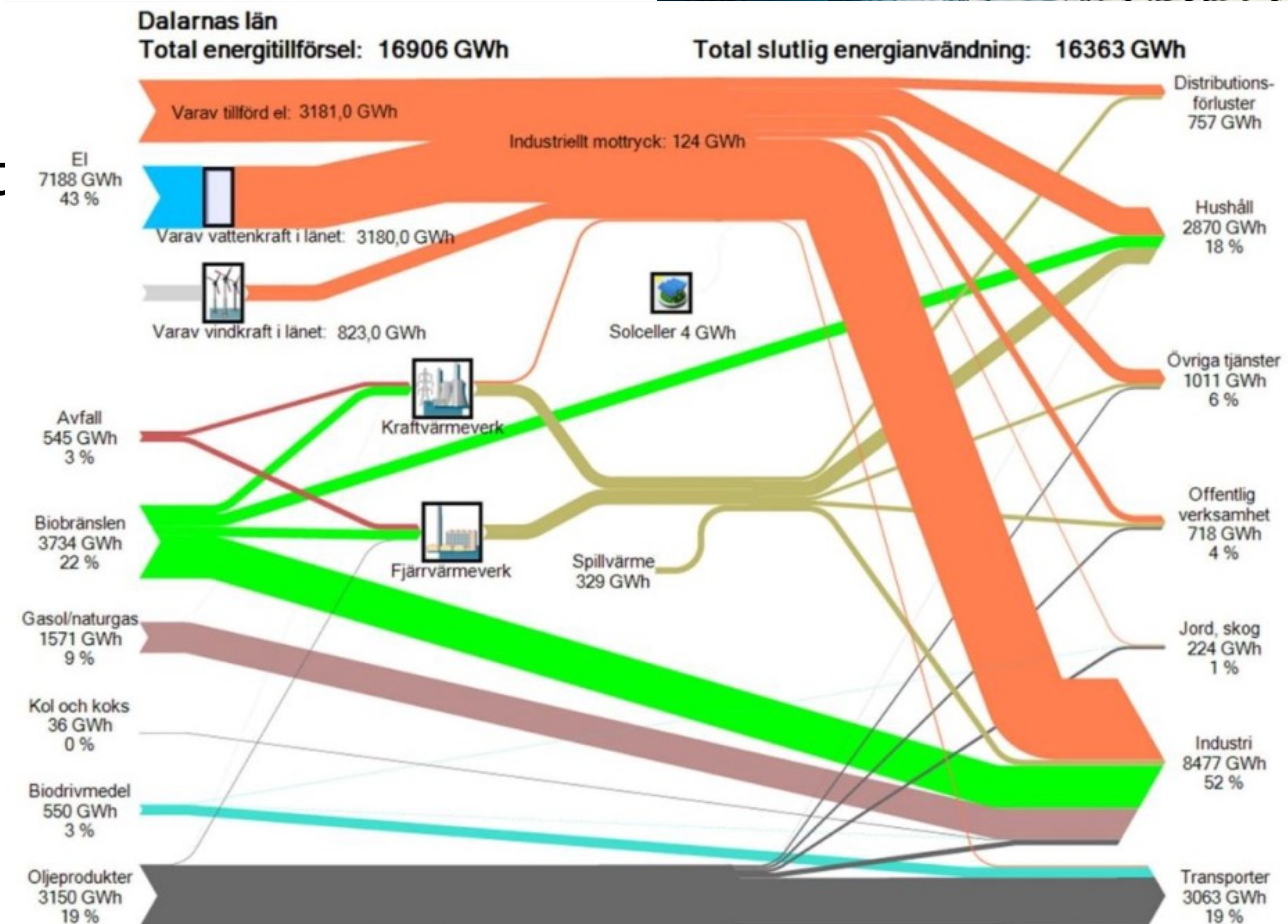 Dalarnas län
Total energitillförsel: 16906 GWh
Total slutlig energianvändning: 16363 GWh
Varav tillförd el: 3181,0 GWh
Industriellt mottryck: 124 GWh
El
7188 GWh
43 %
Varav vattenkraft i länet: 3180,0 GWh
Varav vindkraft i länet: 823,0 GWh
Solceller 4 GWh
Avfall
545 GWh
3 %
Kraftvärmeverk
Biobränslen
3734 GWh
22 %
Fjärrvärmeverk
Spillvärme
329 GWh
Gasol/naturgas
1571 GWh
9 %
Kol och koks
36 GWh
0 %
Biodrivmedel
550 GWh
3 %
Oljeprodukter
3150 GWh
19 %
Distributions-
förluster
757 GWh
Hushåll
2870 GWh
18 %
Övriga tjänster
1011 GWh
6 %
Offentlig
verksamhet
718 GWh
4 %
Jord, skog
224 GWh
1 %
Industri
8477 GWh
52 %
Transporter
3063 GWh
19 %